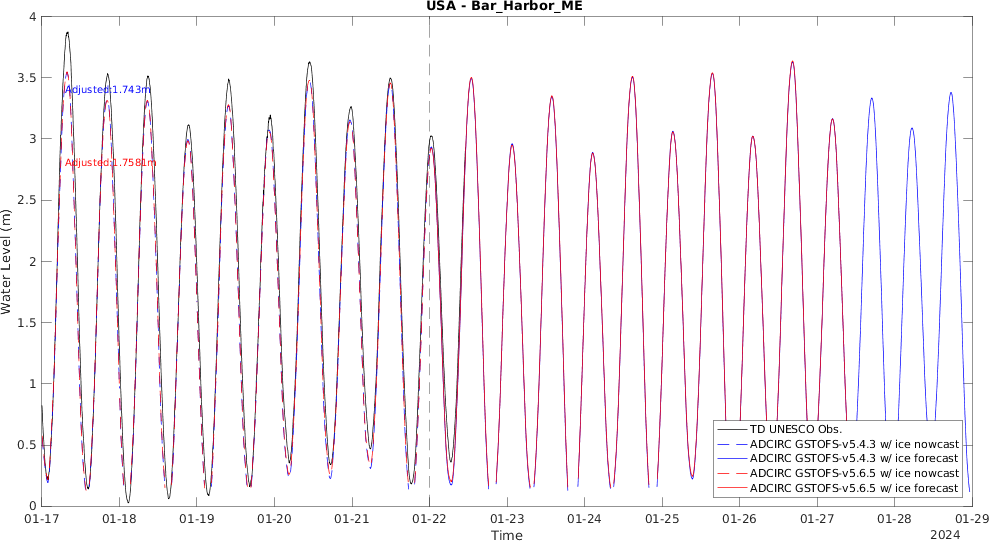 USA - Bar_Harbor_ME
4
3.5
3
2.5
2
1.5
1
0.5
0
Water Level (m)
Adjusted:1.743m
Adjusted:1.7581m
TD UNESCO Obs.
ADCIRC GSTOFS-v5.4.3 w/ ice nowcast
ADCIRC GSTOFS-v5.4.3 w/ ice forecast
ADCIRC GSTOFS-v5.6.5 w/ ice nowcast
ADCIRC GSTOFS-v5.6.5 w/ ice forecast
01-17 01-18 01-19 01-20 01-21 01-22 01-23 01-24 01-25 01-26 01-27 01-28 01-29
Time
2024